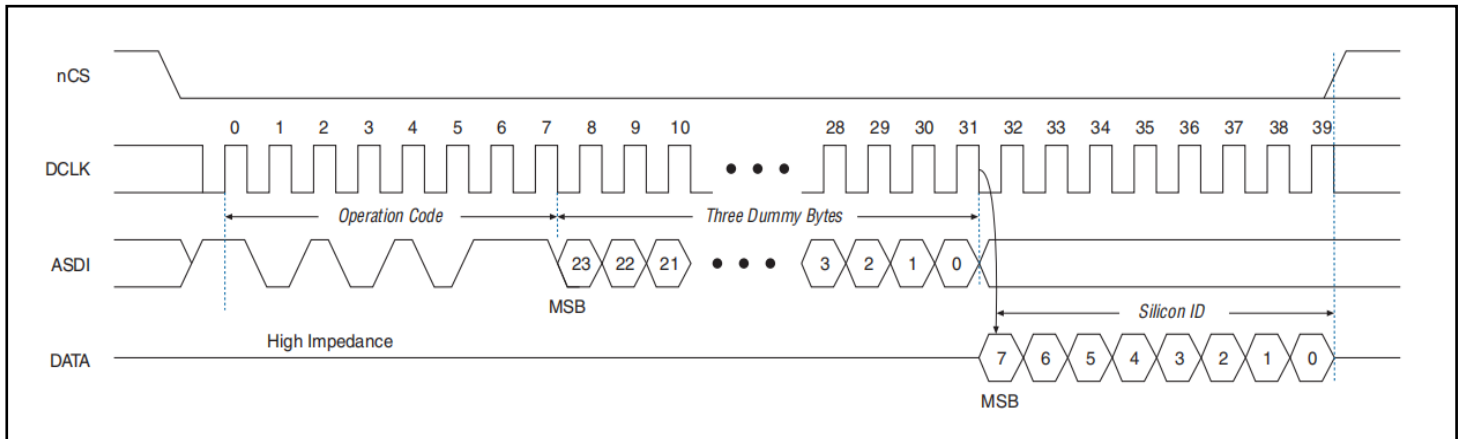 nCS
0 1 2 3 4 5 6 7 8 9 10 28 29 30 31 32 33 34 35 36 37 38 39
DCLK
Operation Code Three Dummy Bytes
ASDI 23 22 21 3 2 1 0
MSB Silicon ID
High Impedance
DATA 7 6 5 4 3 2 1 0
MSB